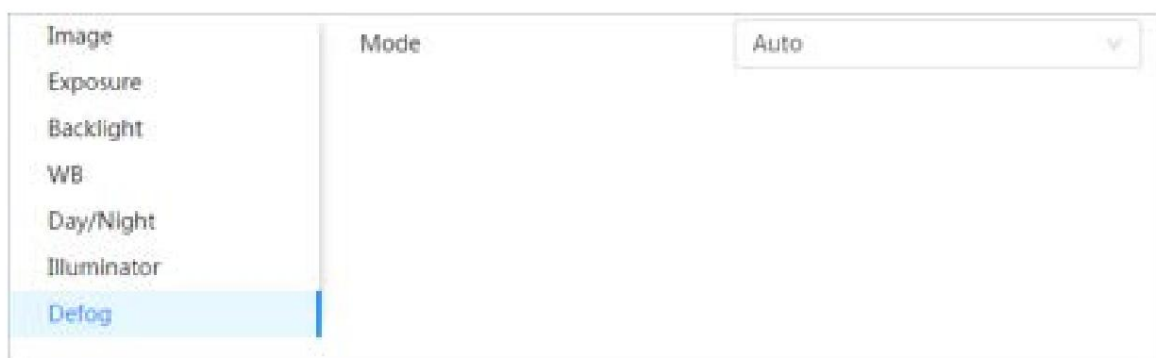 Image
Exposure
Backlight
WB
Day/Night
Illuminator
Defog
Mode
Auto